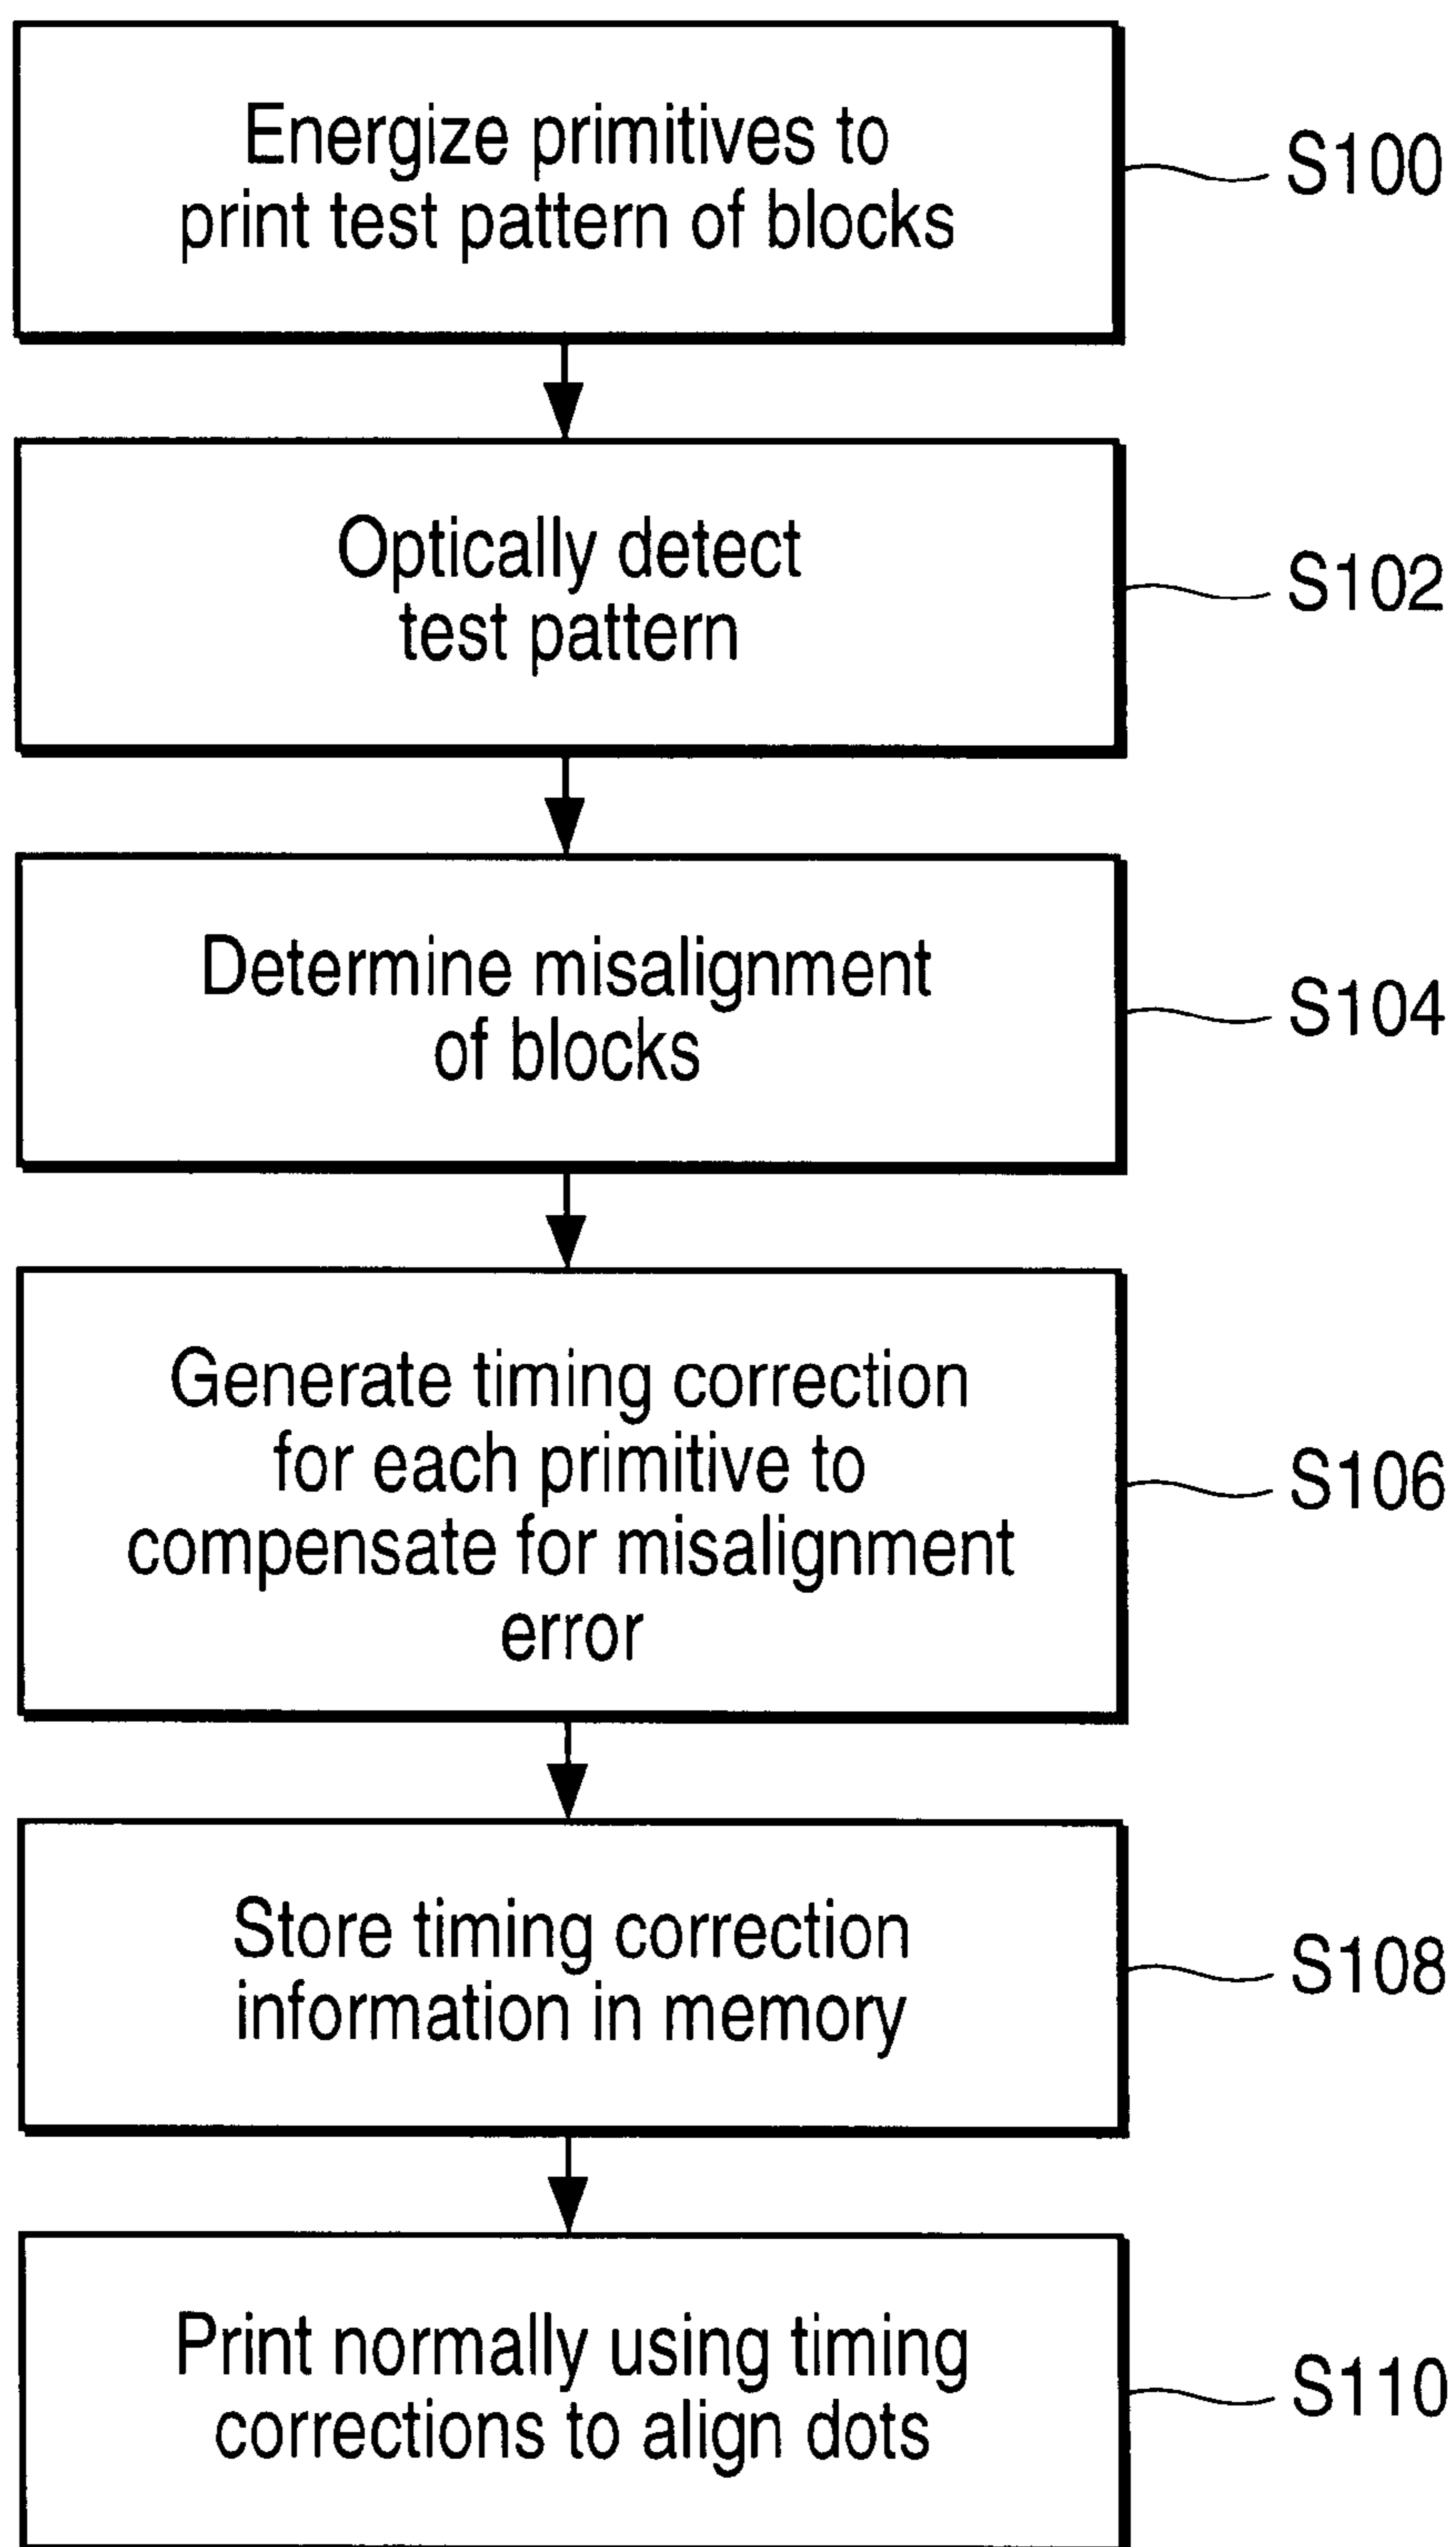 Energize primitives to
print test pattern of blocks
S100
Optically detect
test pattern
S102
Determine misalignment
of blocks
S104
Generate timing correction
for each primitive to
compensate for misalignment
error
S106
Store timing correction
information in memory
S108
Print normally using timing
corrections to align dots
S110